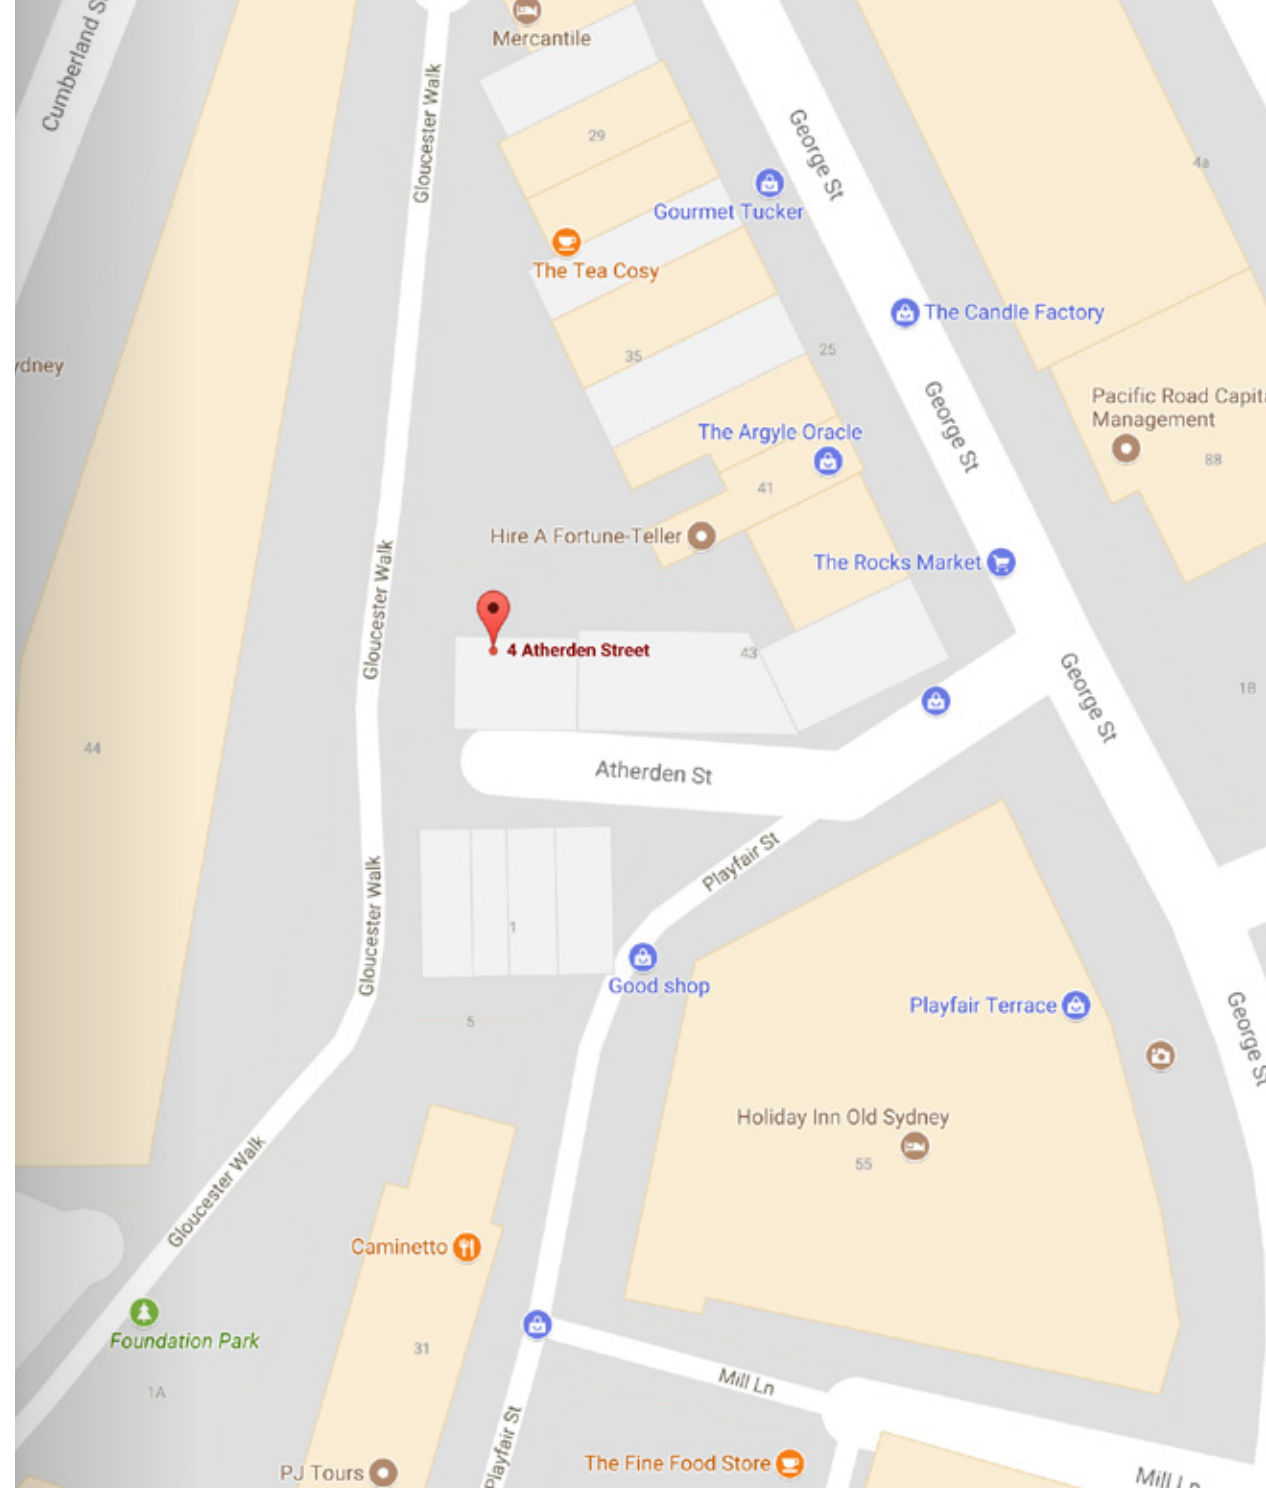 Cumberland S
Mercantile
Gloucester Walk
29
George St
4a
Gourmet Tucker
The Tea Cosy
The Candle Factory
35
25
ydney
George St
Pacific Road Capit
Management
The Argyle Oracle
88
41
Hire A Fortune-Teller
The Rocks Market
Gloucester Walk
4 Atherden Street
43
George St
1B
44
Atherden St
Playfair St
Gloucester Walk
1
Good shop
Playfair Terrace
5
George St
Holiday Inn Old Sydney
55
Gloucester Walk
Caminetto
Foundation Park
31
1A
Mill Ln
Playfair St
The Fine Food Store
PJ Tours
Mill Ln